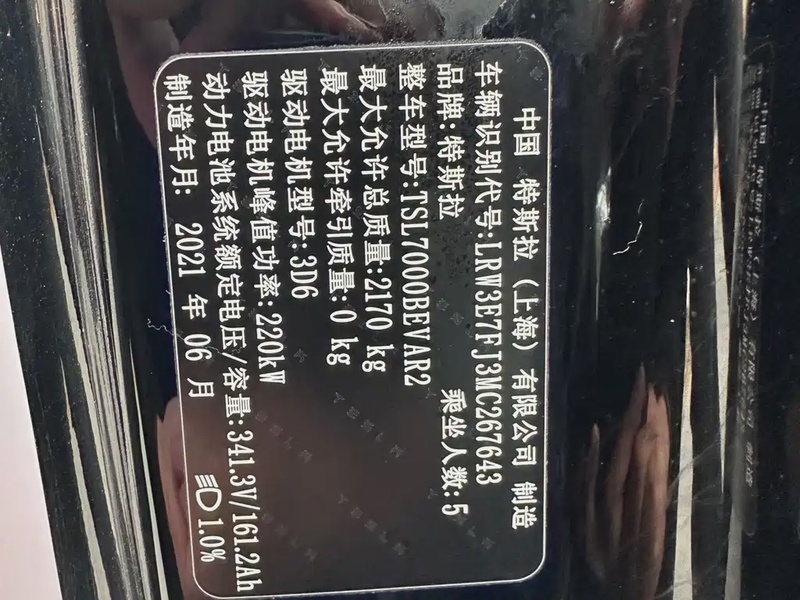 中国 特斯拉（上海）有限公司 制造
车辆识别代号:LRW3E7FJ3MC267643
品牌:特斯拉 乘坐人数:5
整车型号:TSL7000BEVAR2
最大允许总质量:2170 kg
最大允许牵引质量:0 kg
驱动电机型号:3D6
驱动电机峰值功率:220kW
动力电池系统额定电压/容量:341.3V/161.2Ah
制造年月: 2021 年 06 月 1.0%